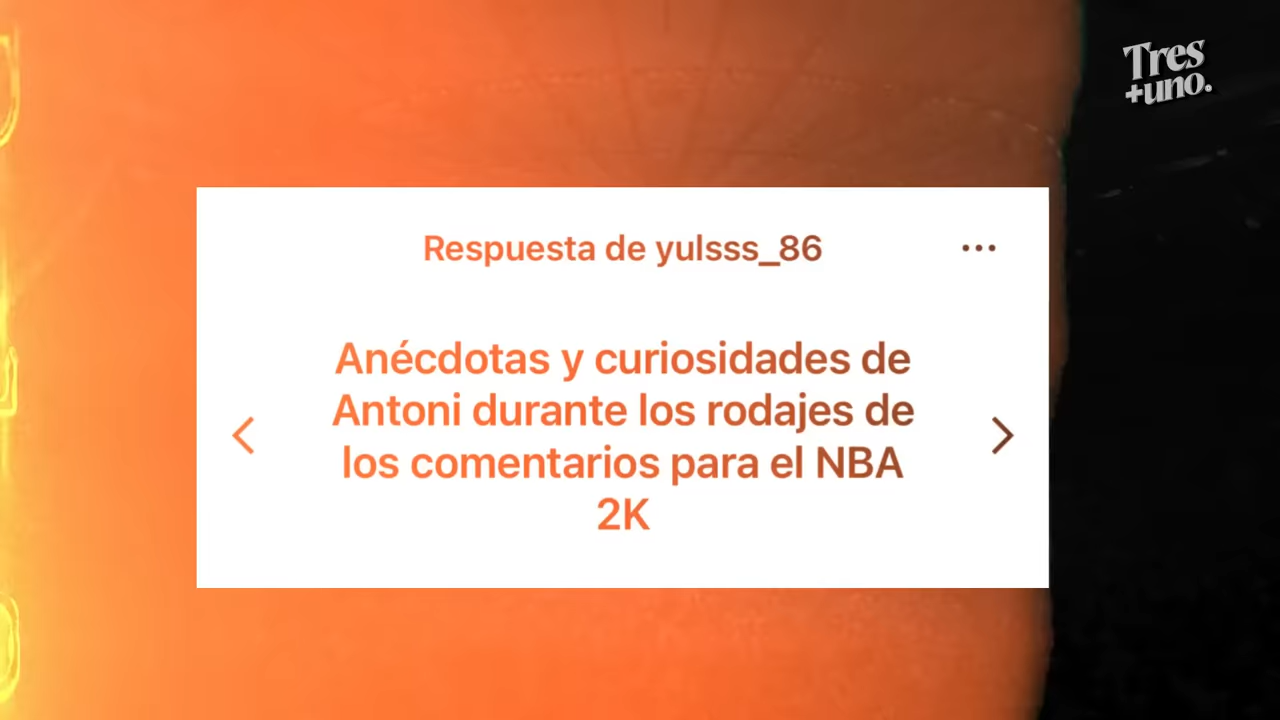 Tres
+uno.
Respuesta de yulsss_86
Anécdotas y curiosidades de
Antoni durante los rodajes de
los comentarios para el NBA
2K